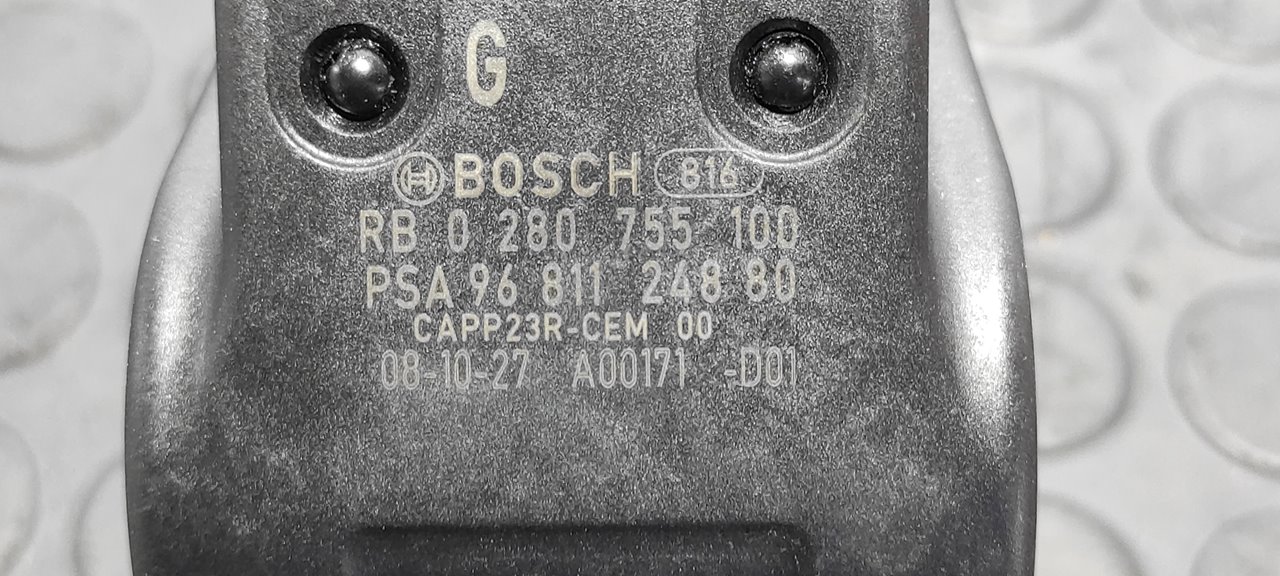 G
BOSCH 816
RB 0 280 755 100
PSA 96 811 248 80
CAPP23R-CEM 00
08-10-27 A00171 -D01